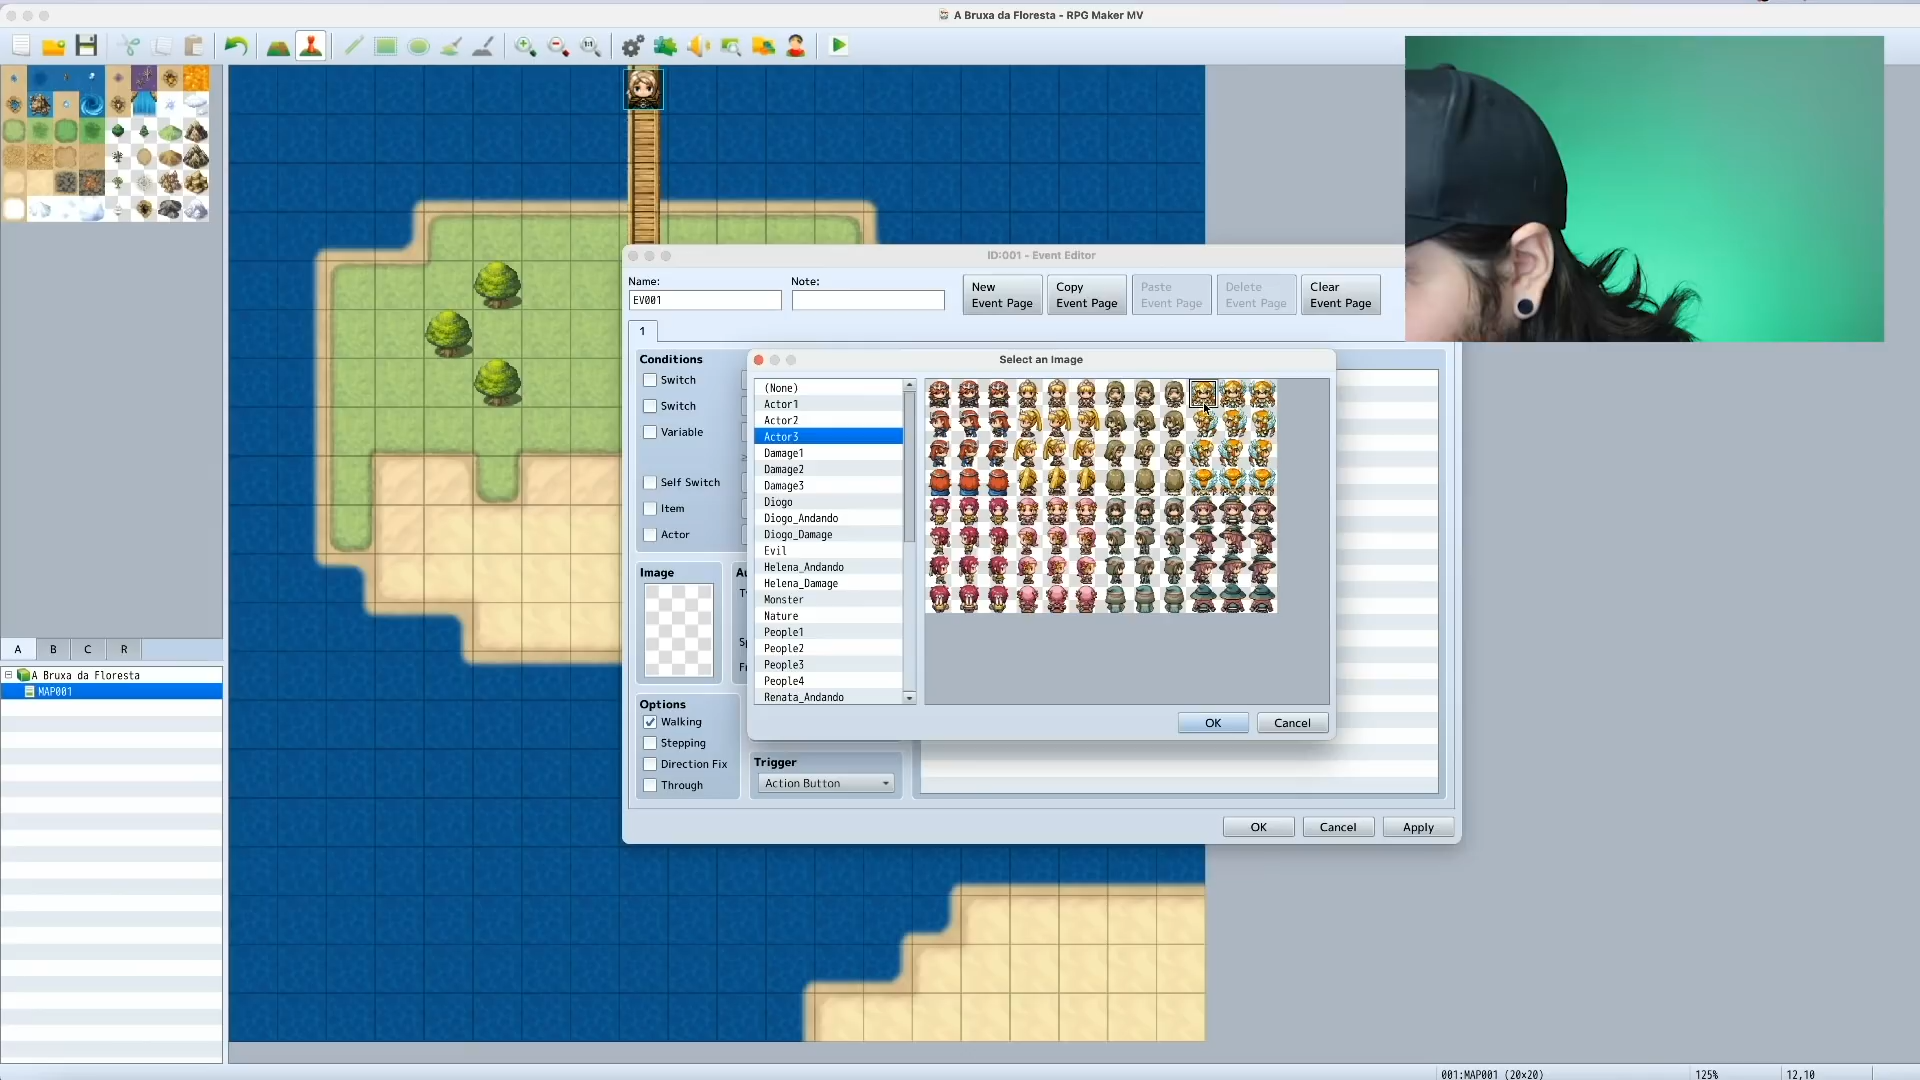 A Bruxa da Floresta - RPG Maker MV
1:1
ID:001 - Event Editor
Name:
Note:
EV001
New
Event Page
Copy
Event Page
Paste
Event Page
Delete
Event Page
Clear
Event Page
1
Conditions
Switch
Switch
Variable
Self Switch
Item
Actor
Image
Au
Options
Walking
Stepping
Direction Fix
Through
Trigger
Action Button
Select an Image
(None)
Actor1
Actor2
Actor3
Damage1
Damage2
Damage3
Diogo
Diogo_Andando
Diogo_Damage
Evil
Helena_Andando
Helena_Damage
Monster
Nature
People1
People2
People3
People4
Renata_Andando
OK
Cancel
OK
Cancel
Apply
A
B
C
R
A Bruxa da Floresta
MAP001
001:MAP001 (20x20)
125%
12,10